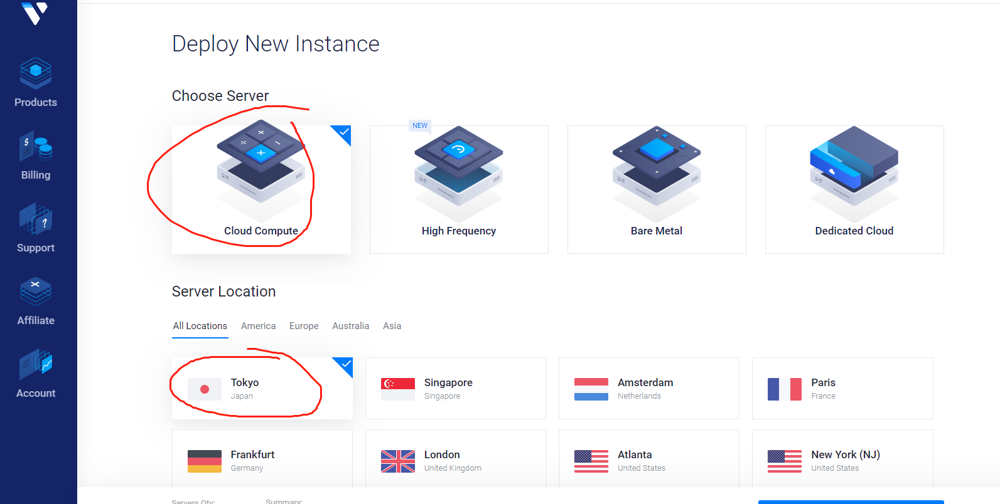 Deploy New Instance
Choose Server
NEW
Cloud Compute
High Frequency
Bare Metal
Dedicated Cloud
Server Location
All Locations America Europe Australia Asia
Tokyo
Japan
Singapore
Singapore
Amsterdam
Netherlands
Paris
France
Frankfurt
Germany
London
United Kingdom
Atlanta
United States
New York (NJ)
United States
Servers Qty:
Summary:
Products
Billing
Support
Affiliate
Account